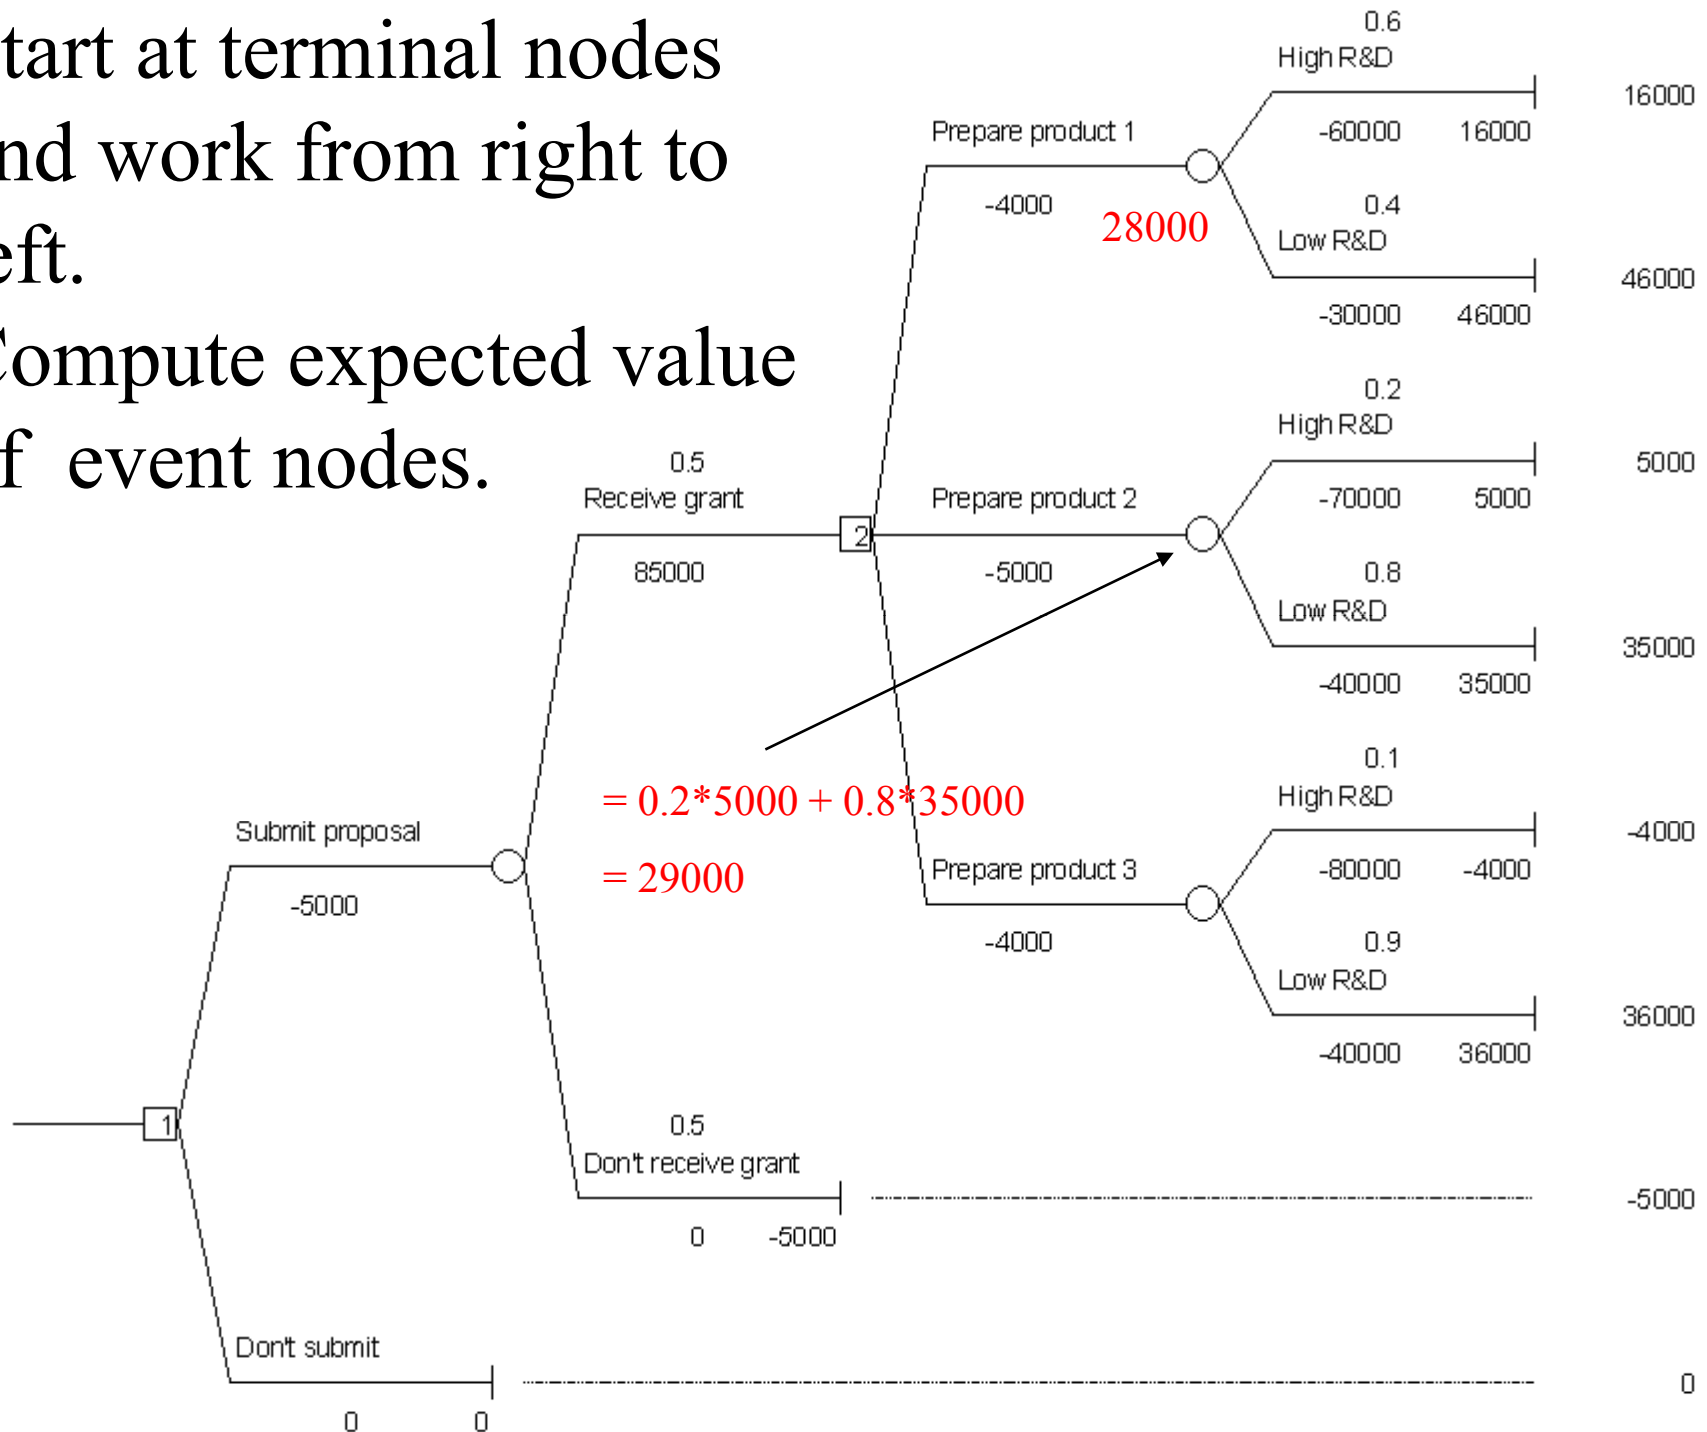 tart at terminal nodes
nd work from right to
eft.
Compute expected value
f event nodes.
0.6
High R&D
16000
-60000 16000
Prepare product 1
-4000
28000
0.4
Low R&D
46000
-30000 46000
0.2
High R&D
5000
-70000 5000
0.5
Receive grant
85000
2
Prepare product 2
-5000
0.8
Low R&D
35000
-40000 35000
= 0.2*5000 + 0.8*35000
= 29000
0.1
High R&D
-4000
-80000 -4000
Submit proposal
-5000
Prepare product 3
-4000
0.9
Low R&D
36000
-40000 36000
1
0.5
Don't receive grant
-5000
0 -5000
Don't submit
0
0 0